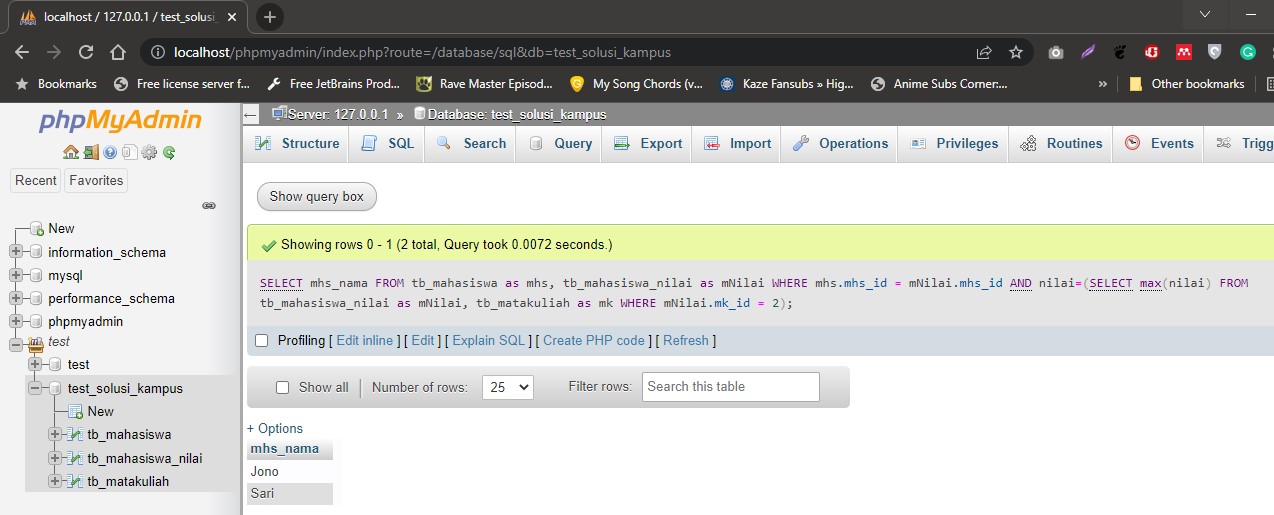 localhost / 127.0.0.1 / test_solusi
localhost/phpmyadmin/index.php?route=/database/sql&db=test_solusi_kampus
Bookmarks Free license server f... Free JetBrains Prod... Rave Master Episod... My Song Chords (v... Kaze Fansubs » Hig... Anime Subs Corner... » Other bookmarks
phpMyAdmin
Recent Favorites
New
information_schema
mysql
performance_schema
phpmyadmin
test
test
test_solusi_kampus
New
tb_mahasiswa
tb_mahasiswa_nilai
tb_matakuliah
Server: 127.0.0.1 » Database: test_solusi_kampus
Structure SQL Search Query Export Import Operations Privileges Routines Events Trigg
Show query box
Showing rows 0 - 1 (2 total, Query took 0.0072 seconds.)
SELECT mhs_nama FROM tb_mahasiswa as mhs, tb_mahasiswa_nilai as mNilai WHERE mhs.mhs_id = mNilai.mhs_id AND nilai=(SELECT max(nilai) FROM
tb_mahasiswa_nilai as mNilai, tb_matakuliah as mk WHERE mNilai.mk_id = 2);
Profiling [ Edit inline ] [ Edit ] [ Explain SQL ] [ Create PHP code ] [ Refresh ]
Show all Number of rows: 25 Filter rows: Search this table
+ Options
mhs_nama
Jono
Sari